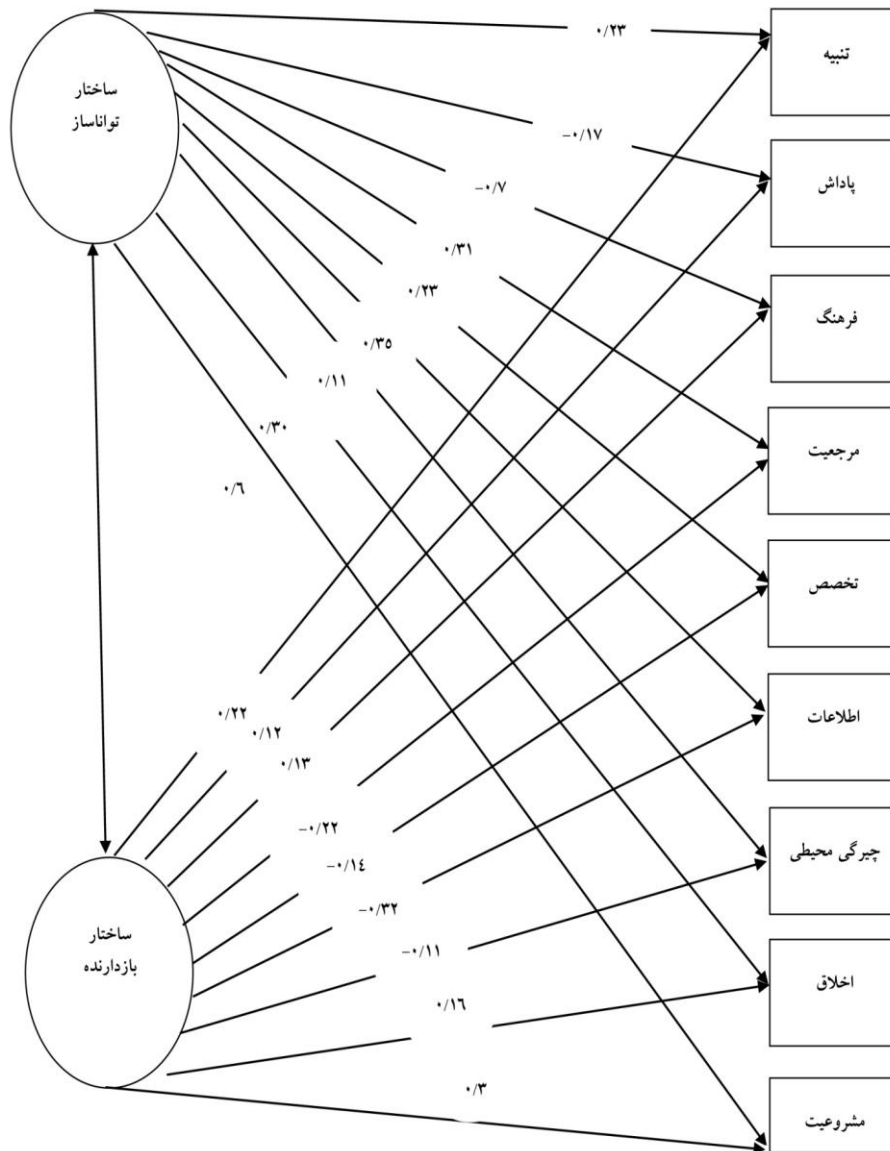 ساختار
تواناساز
۰/۲۳
-۰/۱۷
-۰/۷
۰/۳۱
۰/۲۳
۰/۳۵
۰/۱۱
۰/۳۰
۰/۶
تنبیه
پاداش
فرهنگ
مرجعیت
تخصص
اطلاعات
چیرگی محیطی
اخلاق
مشروعیت
ساختار
بازدارنده
۰/۲۲
۰/۱۲
۰/۱۳
-۰/۲۲
-۰/۱۴
-۰/۳۲
-۰/۱۱
۰/۱۶
۰/۳